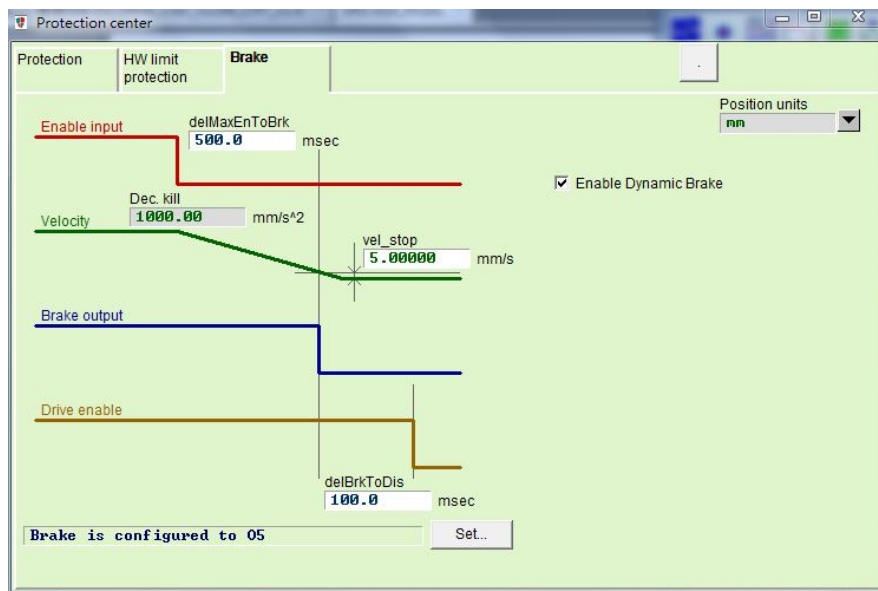 Protection center
Protection
HW limit
protection
Brake
.
Position units
mm
Enable input
delMaxEnToBrk
500.0 msec
Enable Dynamic Brake
Dec. kill
Velocity 1000.00 mm/s^2
vel_stop
5.00000 mm/s
Brake output
Drive enable
delBrkToDis
100.0 msec
Brake is configured to O5 Set...